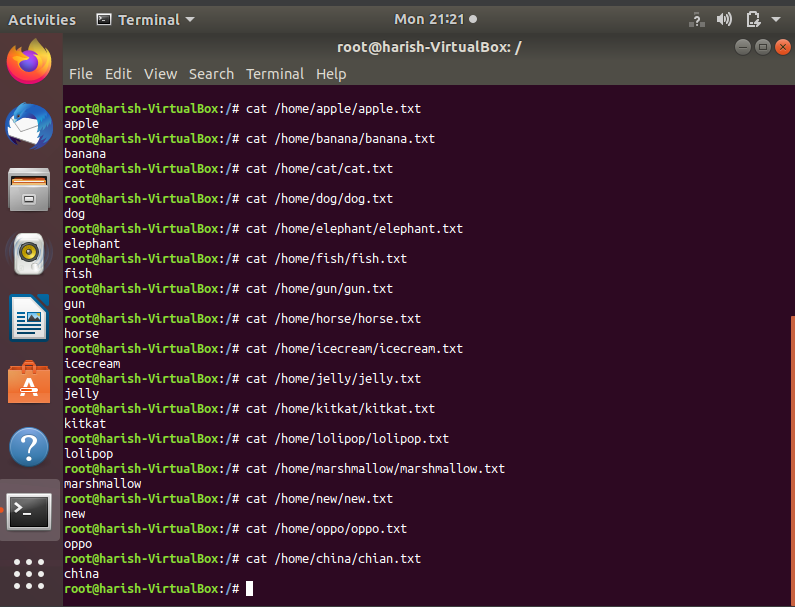 Activities Terminal Mon 21:21
root@harish-VirtualBox: /
File Edit View Search Terminal Help
root@harish-VirtualBox:/# cat /home/apple/apple.txt
apple
root@harish-VirtualBox:/# cat /home/banana/banana.txt
banana
root@harish-VirtualBox:/# cat /home/cat/cat.txt
cat
root@harish-VirtualBox:/# cat /home/dog/dog.txt
dog
root@harish-VirtualBox:/# cat /home/elephant/elephant.txt
elephant
root@harish-VirtualBox:/# cat /home/fish/fish.txt
fish
root@harish-VirtualBox:/# cat /home/gun/gun.txt
gun
root@harish-VirtualBox:/# cat /home/horse/horse.txt
horse
root@harish-VirtualBox:/# cat /home/icecream/icecream.txt
icecream
root@harish-VirtualBox:/# cat /home/jelly/jelly.txt
jelly
root@harish-VirtualBox:/# cat /home/kitkat/kitkat.txt
kitkat
root@harish-VirtualBox:/# cat /home/lolipop/lolipop.txt
lolipop
root@harish-VirtualBox:/# cat /home/marshmallow/marshmallow.txt
marshmallow
root@harish-VirtualBox:/# cat /home/new/new.txt
new
root@harish-VirtualBox:/# cat /home/oppo/oppo.txt
oppo
root@harish-VirtualBox:/# cat /home/china/chian.txt
china
root@harish-VirtualBox:/#